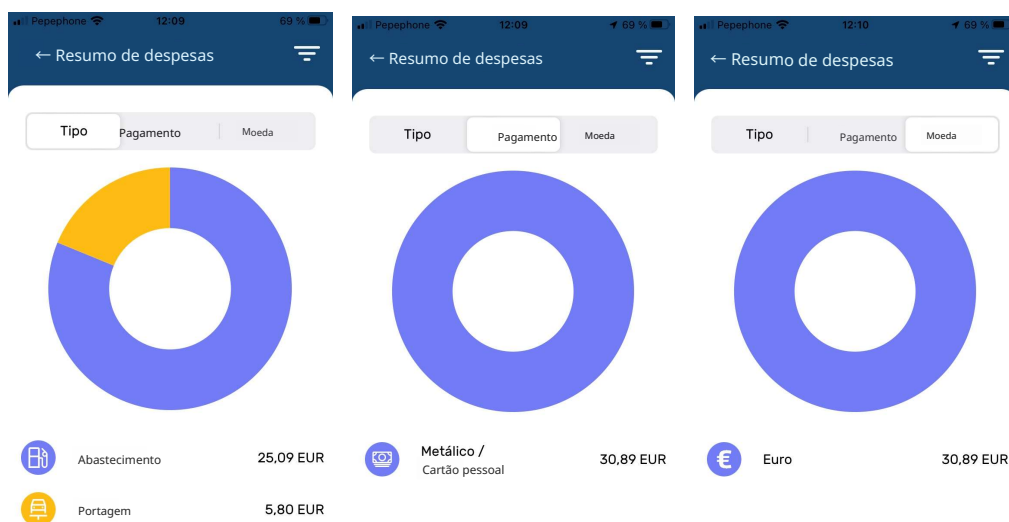 Pepephone 12:09 69 %
← Resumo de despesas
Tipo Pagamento Moeda
Abastecimento 25,09 EUR
Portagem 5,80 EUR
Pepephone 12:09 69 %
← Resumo de despesas
Tipo Pagamento Moeda
Metálico /
Cartão pessoal 30,89 EUR
Pepephone 12:10 69 %
← Resumo de despesas
Tipo Pagamento Moeda
€ Euro 30,89 EUR